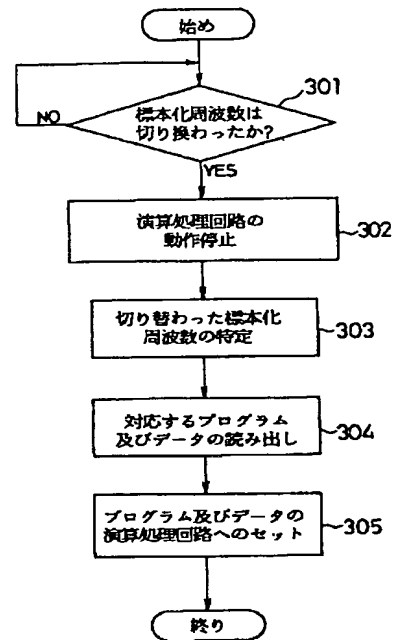 始め
301
標本化周波数は
切り換わったか?
NO
YES
演算処理回路の
動作停止
302
切り替わった標本化
周波数の特定
303
対応するプログラム
及びデータの読み出し
304
プログラム及びデータの
演算処理回路へのセット
305
終り